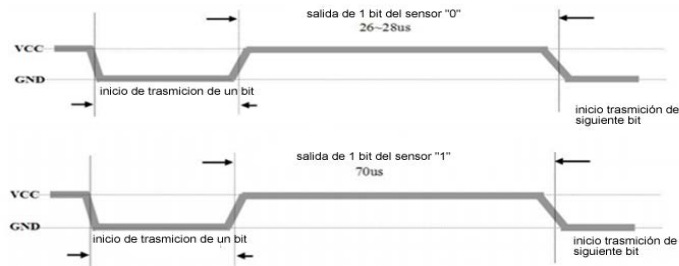 salida de 1 bit del sensor "0"
26~28us
VCC
GND
inicio de trasmicion de un bit
inicio trasmición de
siguiente bit
salida de 1 bit del sensor "1"
70us
VCC
GND
inicio de trasmicion de un bit
inicio trasmición de
siguiente bit